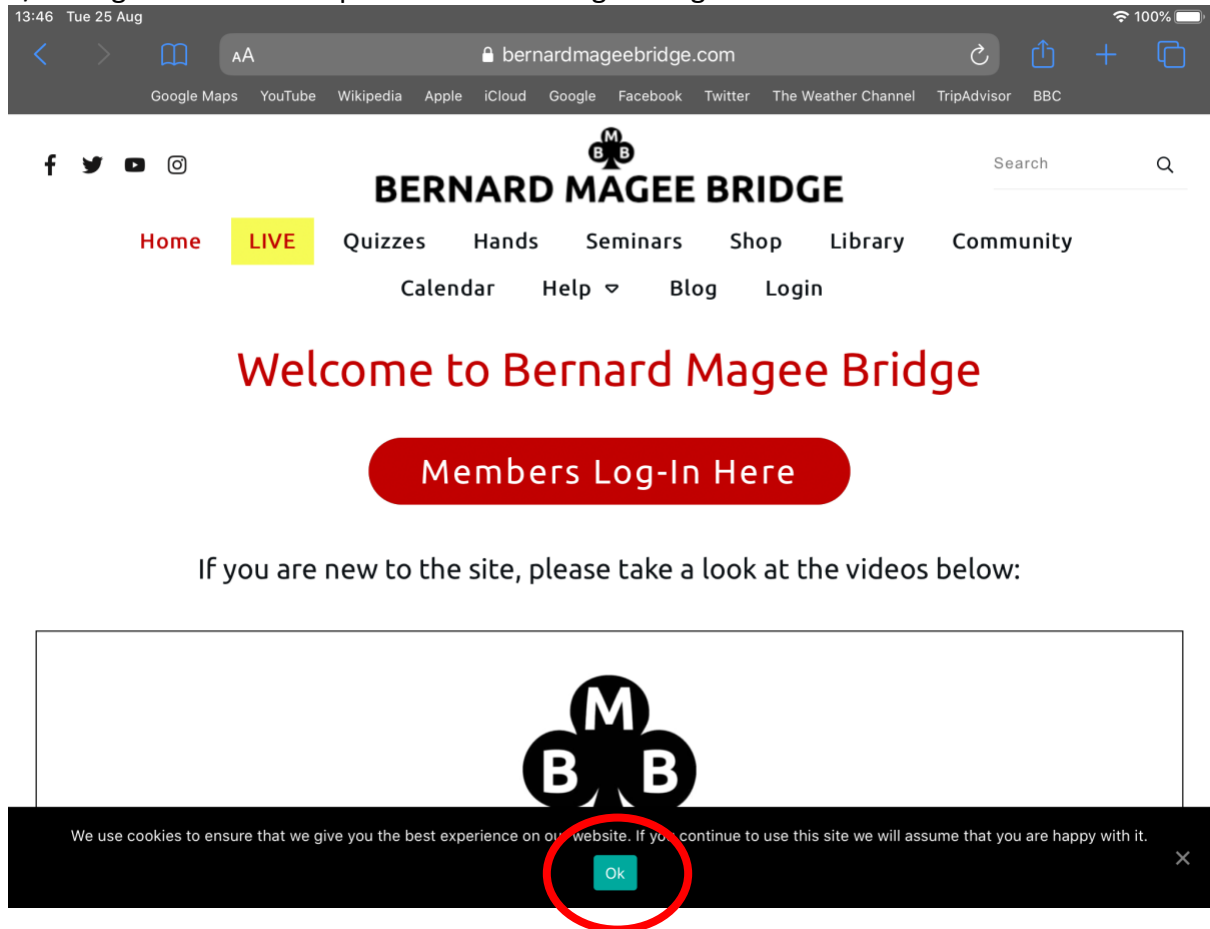 13:46 Tue 25 Aug 100%
AA bernardmageebridge.com
Google Maps YouTube Wikipedia Apple iCloud Google Facebook Twitter The Weather Channel TripAdvisor BBC
M
B B
BERNARD MAGEE BRIDGE
Search
Home LIVE Quizzes Hands Seminars Shop Library Community
Calendar Help Blog Login
Welcome to Bernard Magee Bridge
Members Log-In Here
If you are new to the site, please take a look at the videos below:
M
B B
We use cookies to ensure that we give you the best experience on our website. If you continue to use this site we will assume that you are happy with it.
Ok